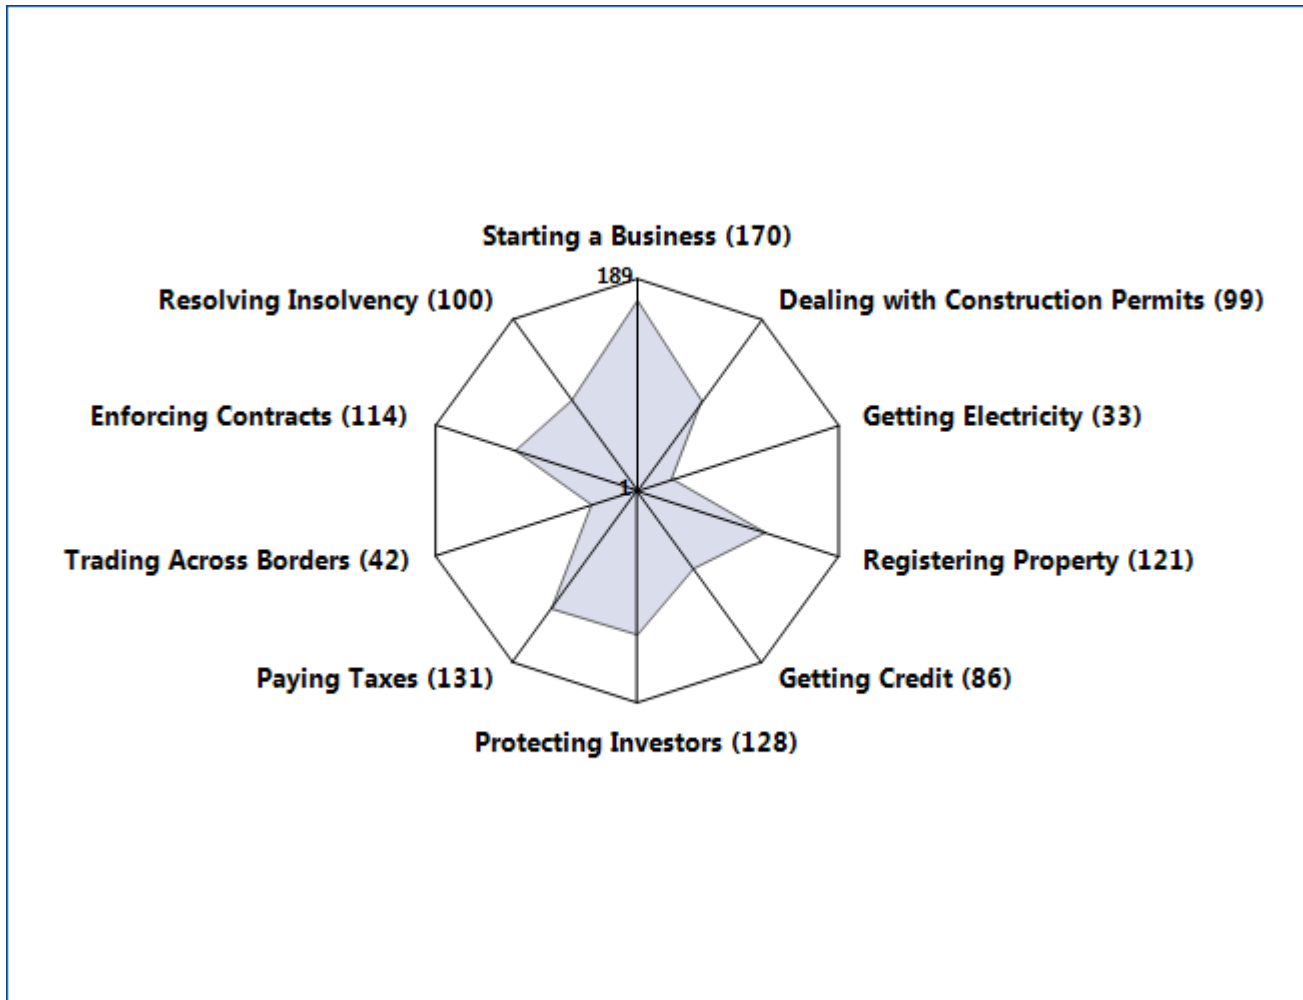 Starting a Business (170)
189
Resolving Insolvency (100)
Dealing with Construction Permits (99)
Enforcing Contracts (114)
Getting Electricity (33)
1
Trading Across Borders (42)
Registering Property (121)
Paying Taxes (131)
Getting Credit (86)
Protecting Investors (128)